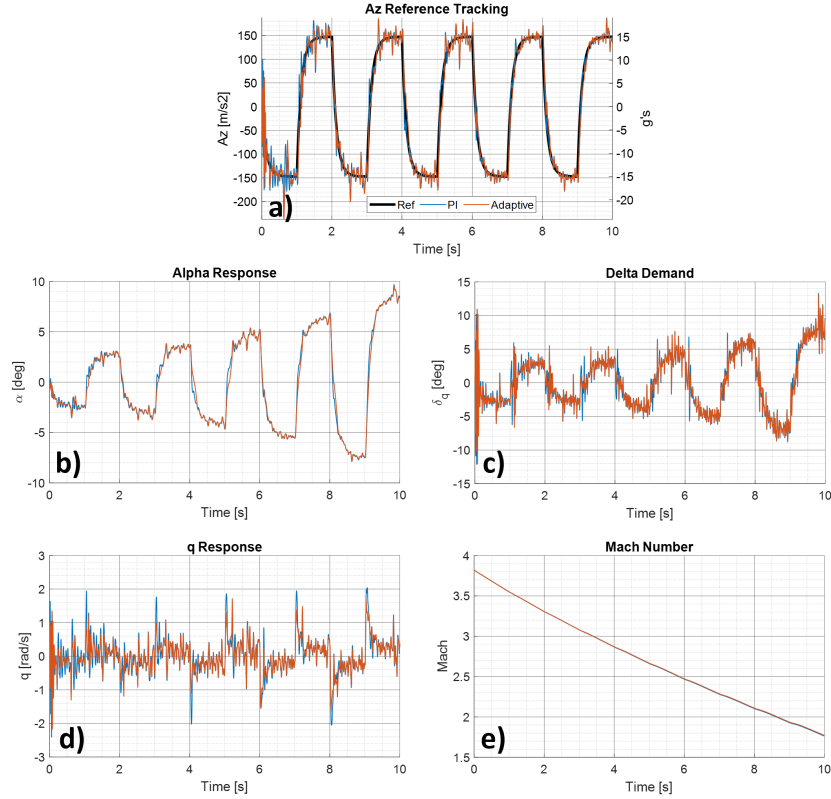 Az Reference Tracking
150
100
50
0
-50
-100
-150
-200
Az [m/s2]
15
10
5
0
-5
-10
-15
-20
g's
a)
Ref PI Adaptive
0 2 4 6 8 10
Time [s]
Alpha Response
10
5
0
-5
-10
α [deg]
b)
0 2 4 6 8 10
Time [s]
Delta Demand
15
10
5
0
-5
-10
-15
δq [deg]
c)
0 2 4 6 8 10
Time [s]
q Response
3
2
1
0
-1
-2
-3
q [rad/s]
d)
0 2 4 6 8 10
Time [s]
Mach Number
4
3.5
3
2.5
2
1.5
Mach
e)
0 2 4 6 8 10
Time [s]